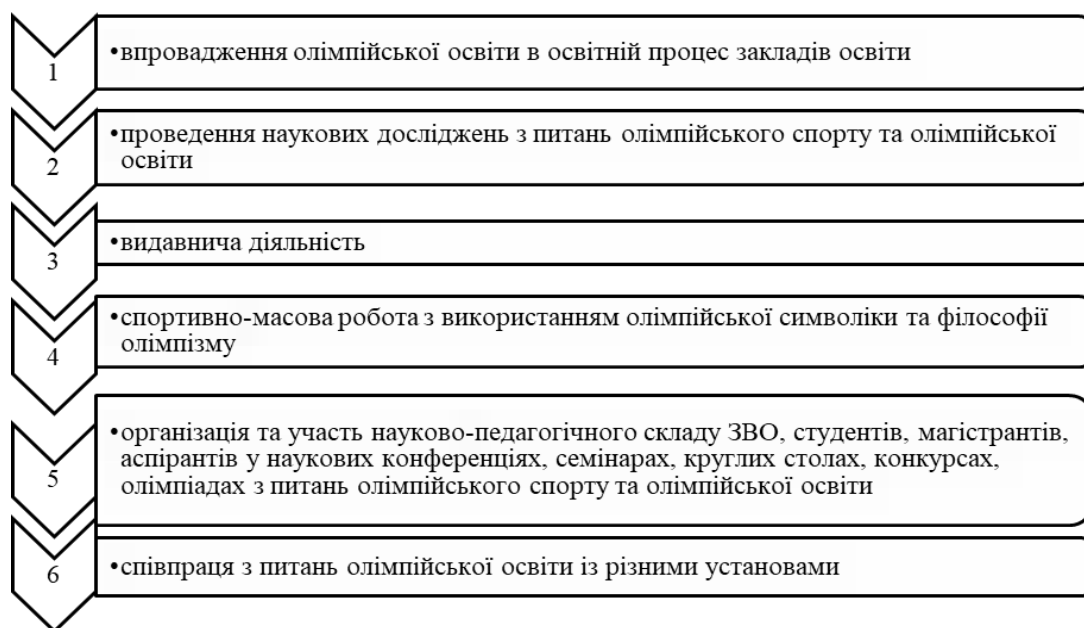 1
•впровадження олімпійської освіти в освітній процес закладів освіти
2
•проведення наукових досліджень з питань олімпійського спорту та олімпійської
освіти
3
•видавнича діяльність
4
•спортивно-масова робота з використанням олімпійської символіки та філософії
олімпізму
5
•організація та участь науково-педагогічного складу ЗВО, студентів, магістрантів,
аспірантів у наукових конференціях, семінарах, круглих столах, конкурсах,
олімпіадах з питань олімпійського спорту та олімпійської освіти
6
•співпраця з питань олімпійської освіти із різними установами